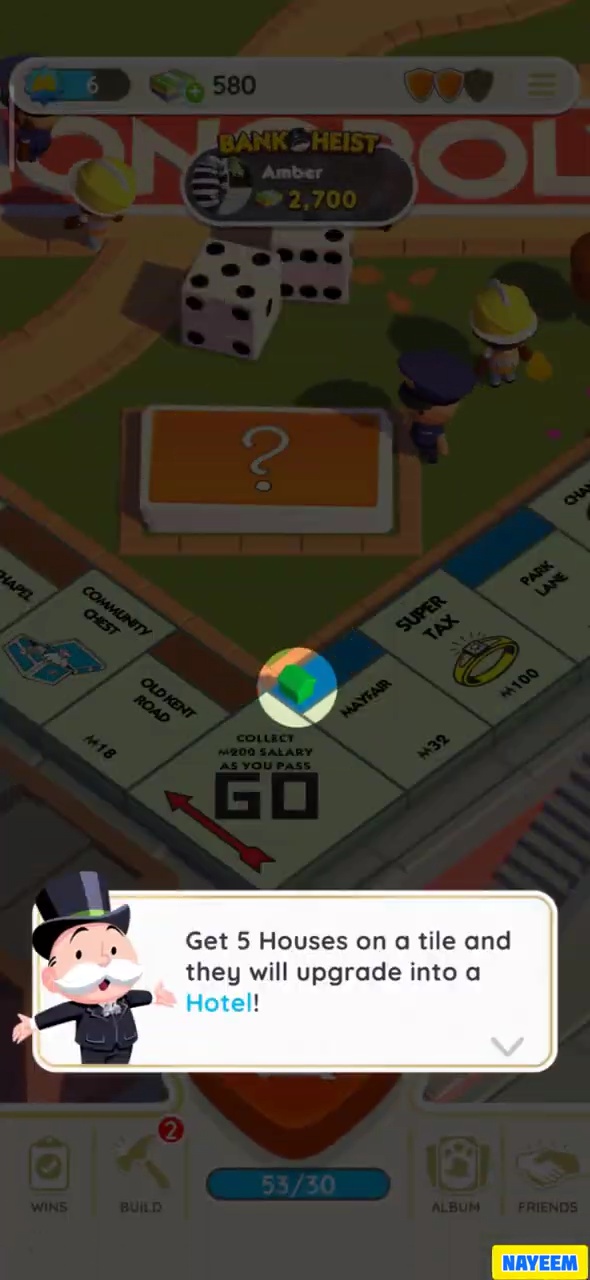 6
580
MONOPOLY
BANK HEIST
Amber
2,700
?
COMMUNITY
CHEST
OLD KENT
ROAD
M18
SUPER
TAX
M100
PARK
LANE
MAYFAIR
M32
COLLECT
M200 SALARY
AS YOU PASS
GO
Get 5 Houses on a tile and
they will upgrade into a
Hotel!
2
53/30
WINS
BUILD
ALBUM
FRIENDS
NAYEEM